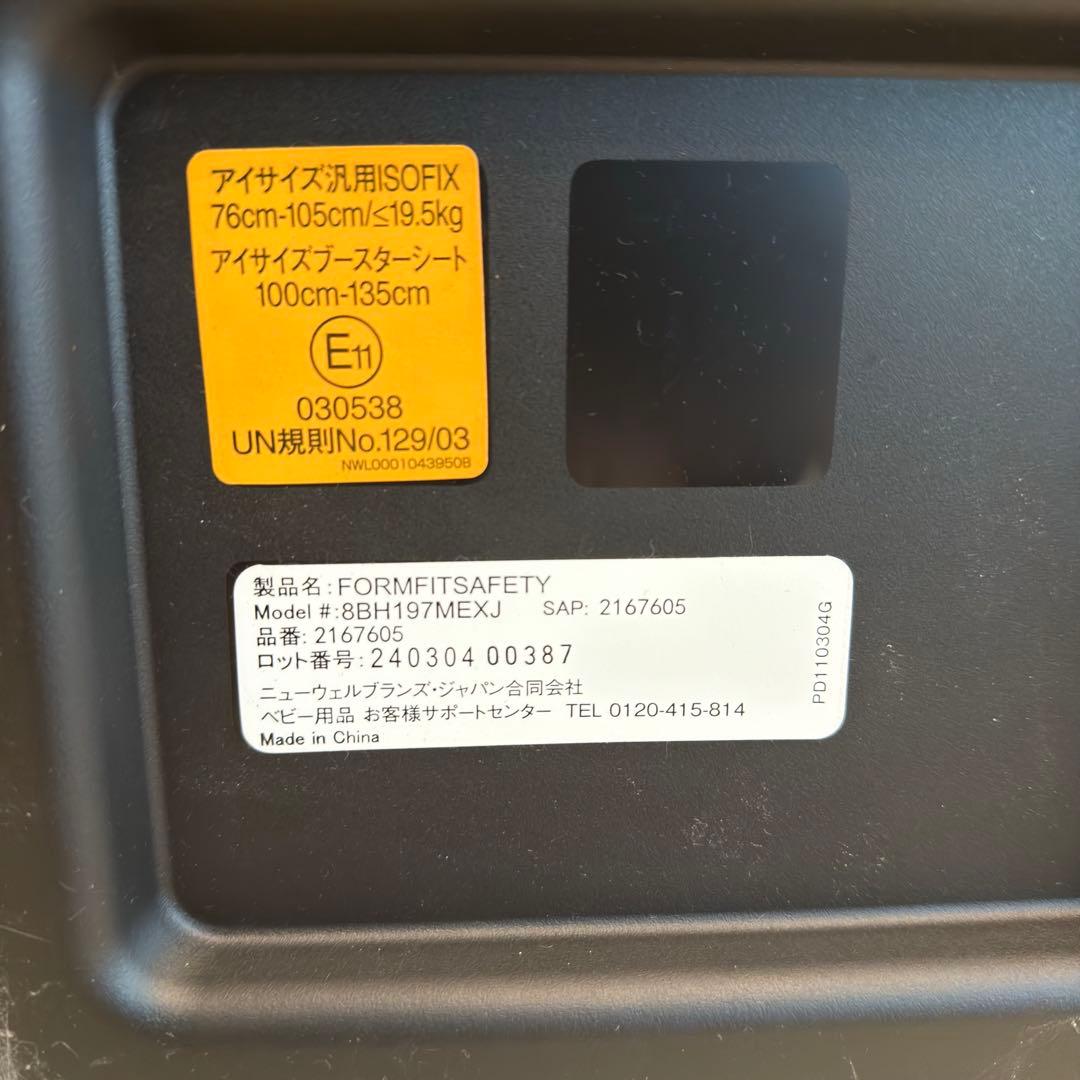 アイサイズ汎用ISOFIX
76cm-105cm/≤19.5kg
アイサイズブースターシート
100cm-135cm
E11
030538
UN規則No.129/03
NWL0001043950B
製品名:FORMFITSAFETY
Model #:8BH197MEXJ SAP: 2167605
品番: 2167605
ロット番号: 240304 00387
ニューウェルブランズ・ジャパン合同会社
ベビー用品 お客様サポートセンター TEL 0120-415-814
Made in China
PD110304G